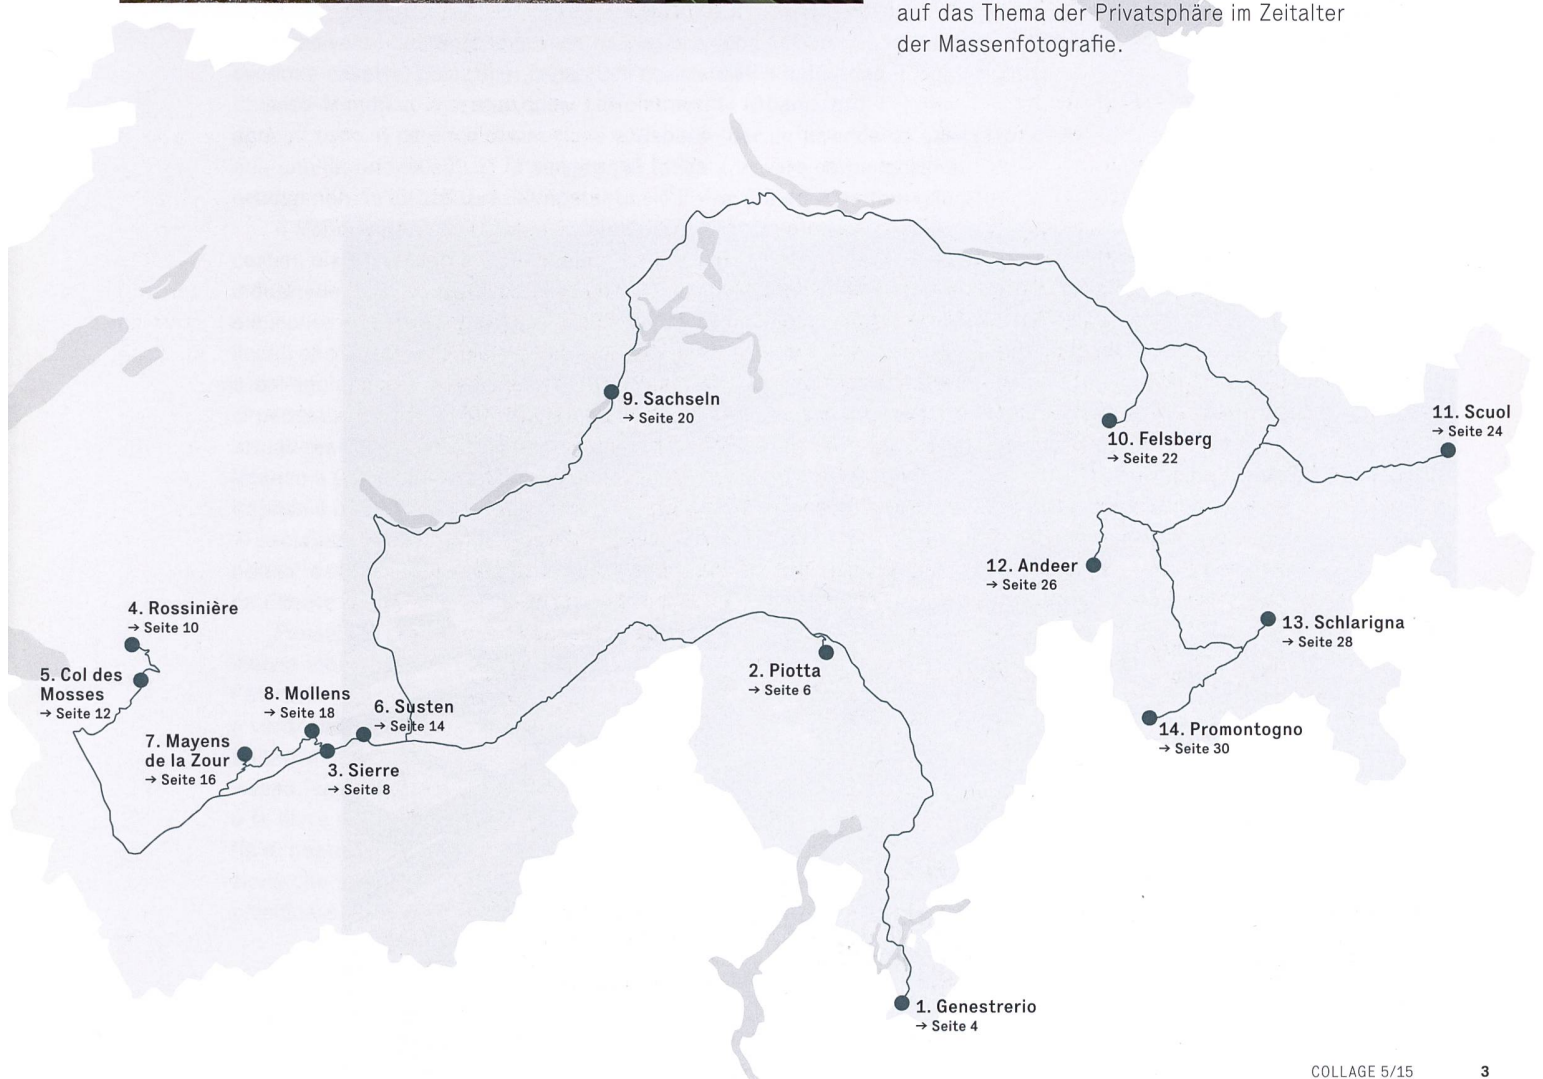 auf das Thema der Privatsphäre im Zeitalter
der Massenfotografie.
9. Sachseln
→ Seite 20
11. Scuol
→ Seite 24
10. Felsberg
→ Seite 22
12. Andeer
→ Seite 26
4. Rossinière
→ Seite 10
13. Schlarigna
→ Seite 28
5. Col des
Mosses
→ Seite 12
2. Piotta
→ Seite 6
8. Mollens
→ Seite 18
6. Susten
→ Seite 14
14. Promontogno
→ Seite 30
7. Mayens
de la Zour
→ Seite 16
3. Sierre
→ Seite 8
1. Genestrerio
→ Seite 4
COLLAGE 5/15 3